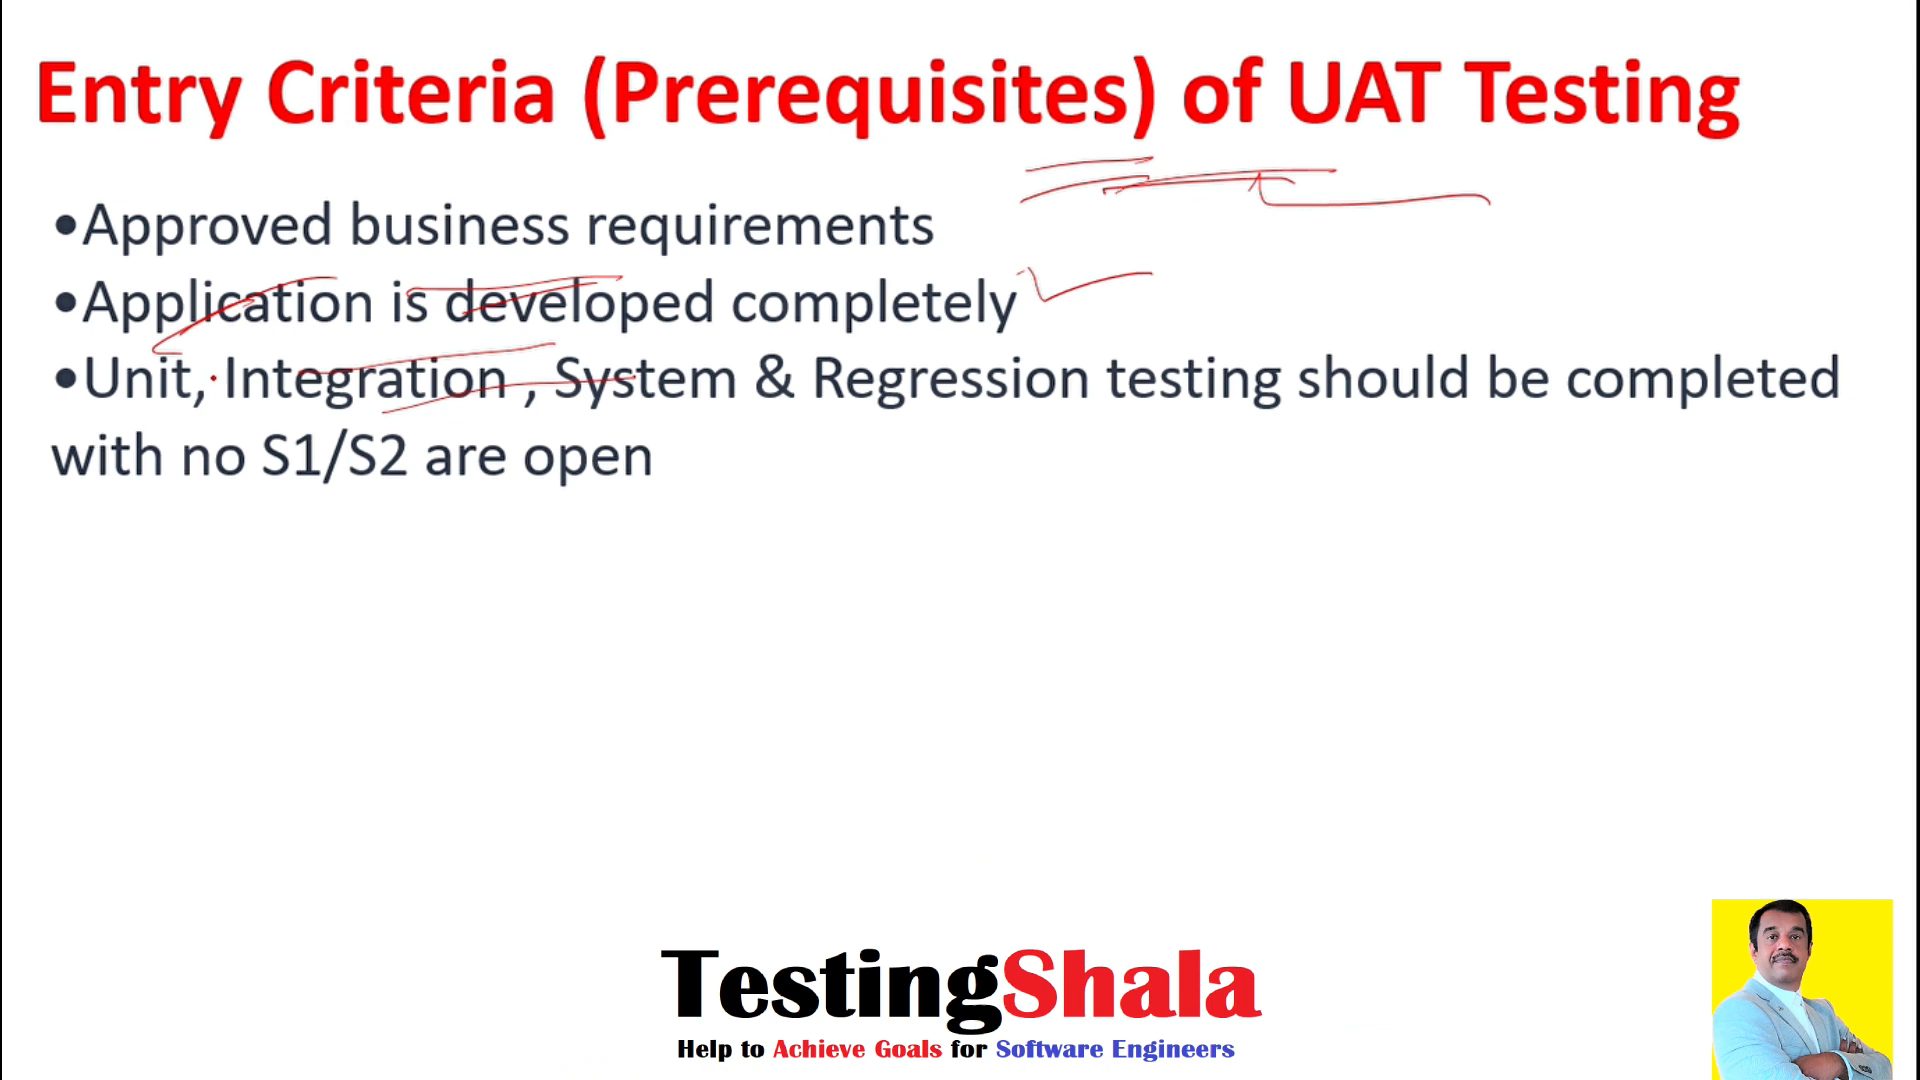 Entry Criteria (Prerequisites) of UAT Testing
•Approved business requirements
•Application is developed completely
•Unit, Integration , System & Regression testing should be completed
with no S1/S2 are open
TestingShala
Help to Achieve Goals for Software Engineers